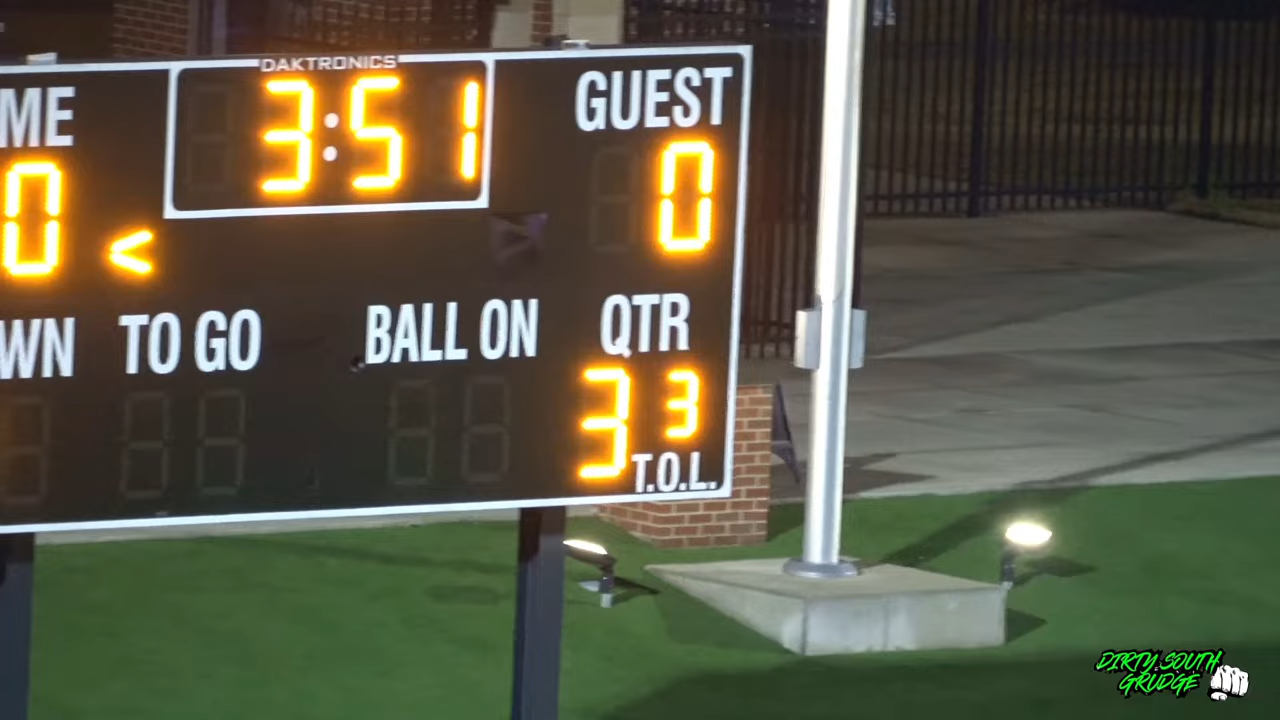 DAKTRONICS
ME 3:51 GUEST
0 < 0
WN TO GO BALL ON QTR
3 3
T.O.L.
DIRTY SOUTH
GRUDGE